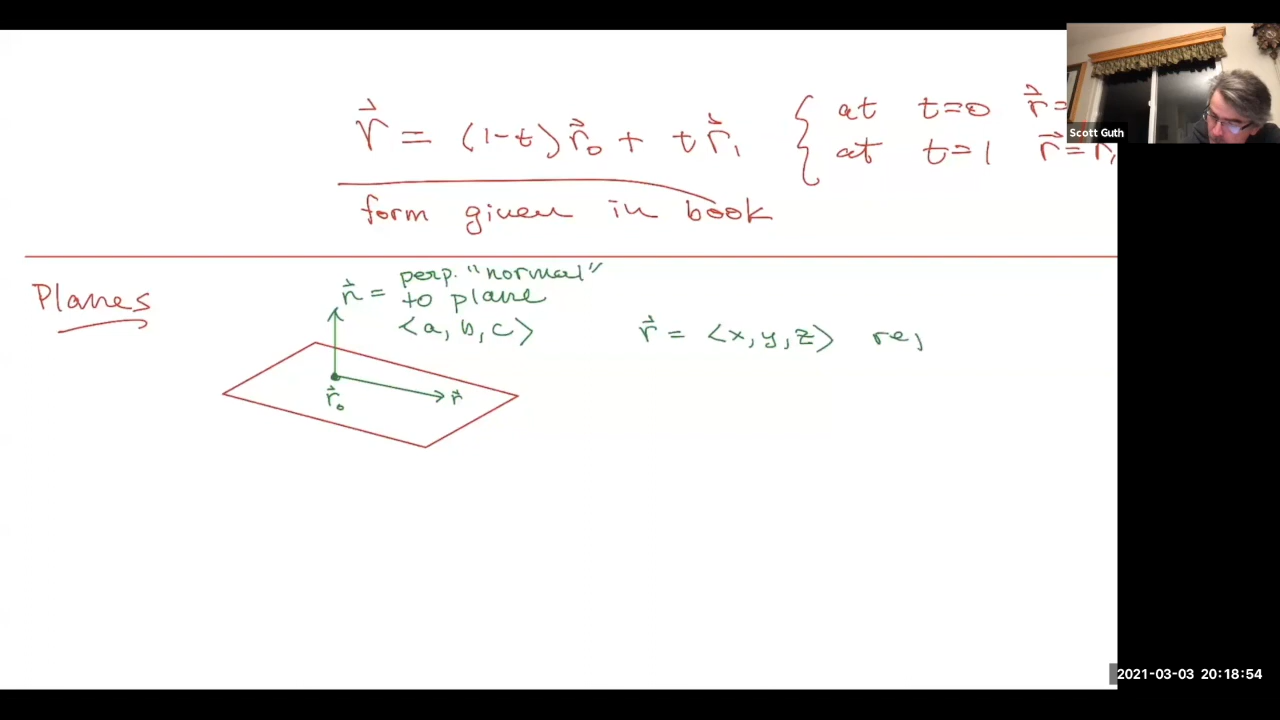 r⃗ = (1-t) r⃗₀ + t r⃗₁
{ at t=0 r⃗=
at t=1 r⃗=r₁
form given in book
Scott Guth
Planes
n⃗ = perp. "normal"
to plane
<a, b, c>
r⃗ = <x, y, z>
r⃗₀
r⃗
2021-03-03 20:18:54